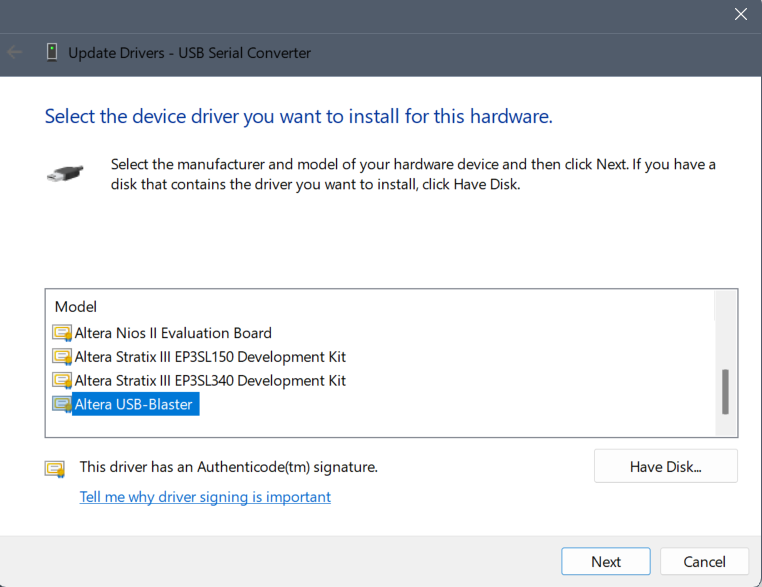 Update Drivers - USB Serial Converter
Select the device driver you want to install for this hardware.
Select the manufacturer and model of your hardware device and then click Next. If you have a
disk that contains the driver you want to install, click Have Disk.
Model
Altera Nios II Evaluation Board
Altera Stratix III EP3SL150 Development Kit
Altera Stratix III EP3SL340 Development Kit
Altera USB-Blaster
This driver has an Authenticode(tm) signature.
Have Disk...
Tell me why driver signing is important
Next
Cancel